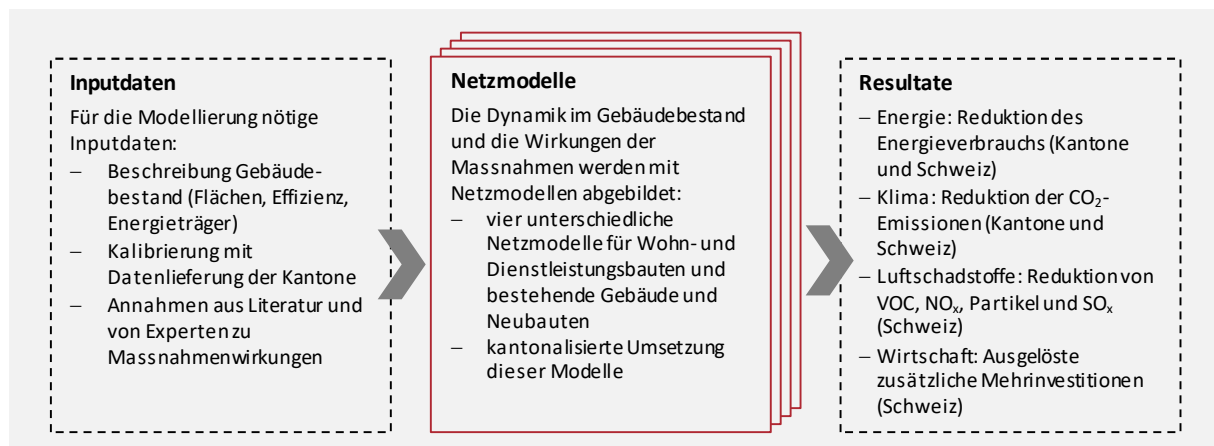 Inputdaten
Für die Modellierung nötige
Inputdaten:
– Beschreibung Gebäude-
bestand (Flächen, Effizienz,
Energieträger)
– Kalibrierung mit
Datenlieferung der Kantone
– Annahmen aus Literatur und
von Experten zu
Massnahmenwirkungen
Netzmodelle
Die Dynamik im Gebäudebestand
und die Wirkungen der
Massnahmen werden mit
Netzmodellen abgebildet:
– vier unterschiedliche
Netzmodelle für Wohn- und
Dienstleistungsbauten und
bestehende Gebäude und
Neubauten
– kantonalisierte Umsetzung
dieser Modelle
Resultate
– Energie: Reduktion des
Energieverbrauchs (Kantone
und Schweiz)
– Klima: Reduktion der CO₂-
Emissionen (Kantone und
Schweiz)
– Luftschadstoffe: Reduktion von
VOC, NOₓ, Partikel und SOₓ
(Schweiz)
– Wirtschaft: Ausgelöste
zusätzliche Mehrinvestitionen
(Schweiz)